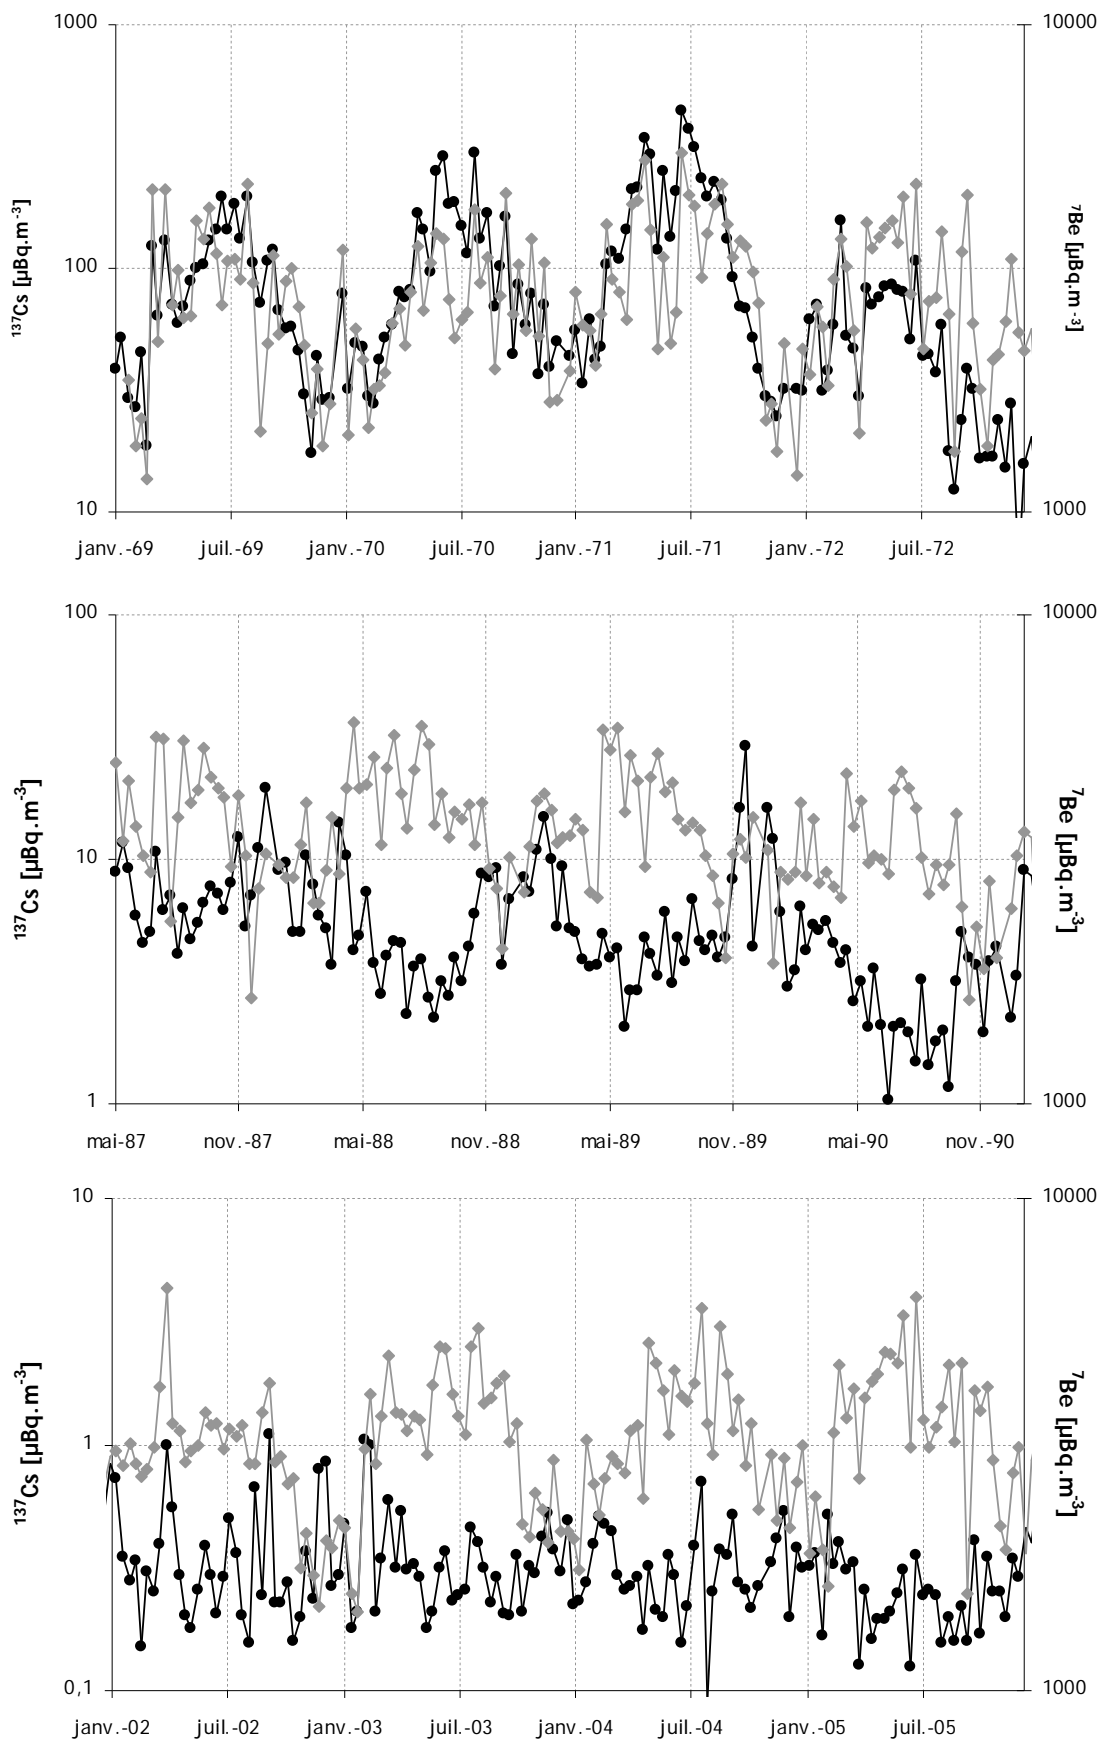 1000
10000
¹³⁷Cs [µBq.m⁻³]
⁷Be [µBq.m⁻³]
100
10
1000
janv.-69
juil.-69
janv.-70
juil.-70
janv.-71
juil.-71
janv.-72
juil.-72
100
10000
¹³⁷Cs [µBq.m⁻³]
⁷Be [µBq.m⁻³]
10
1
1000
mai-87
nov.-87
mai-88
nov.-88
mai-89
nov.-89
mai-90
nov.-90
10
10000
¹³⁷Cs [µBq.m⁻³]
⁷Be [µBq.m⁻³]
1
0,1
1000
janv.-02
juil.-02
janv.-03
juil.-03
janv.-04
juil.-04
janv.-05
juil.-05